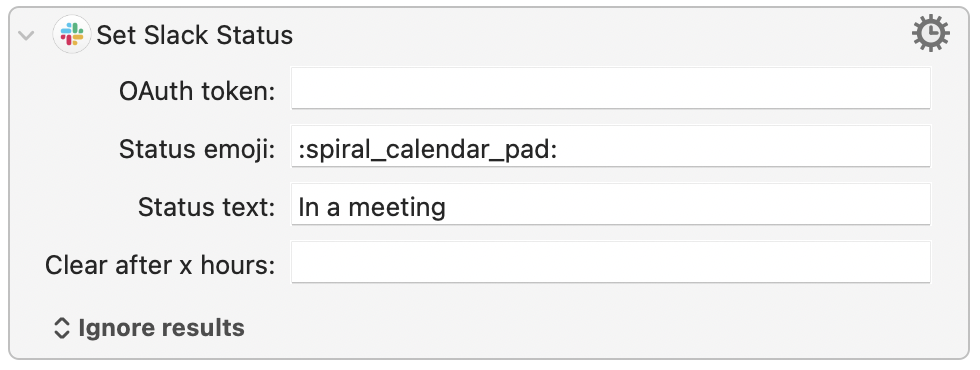 Set Slack Status
OAuth token:
Status emoji: :spiral_calendar_pad:
Status text: In a meeting
Clear after x hours:
Ignore results